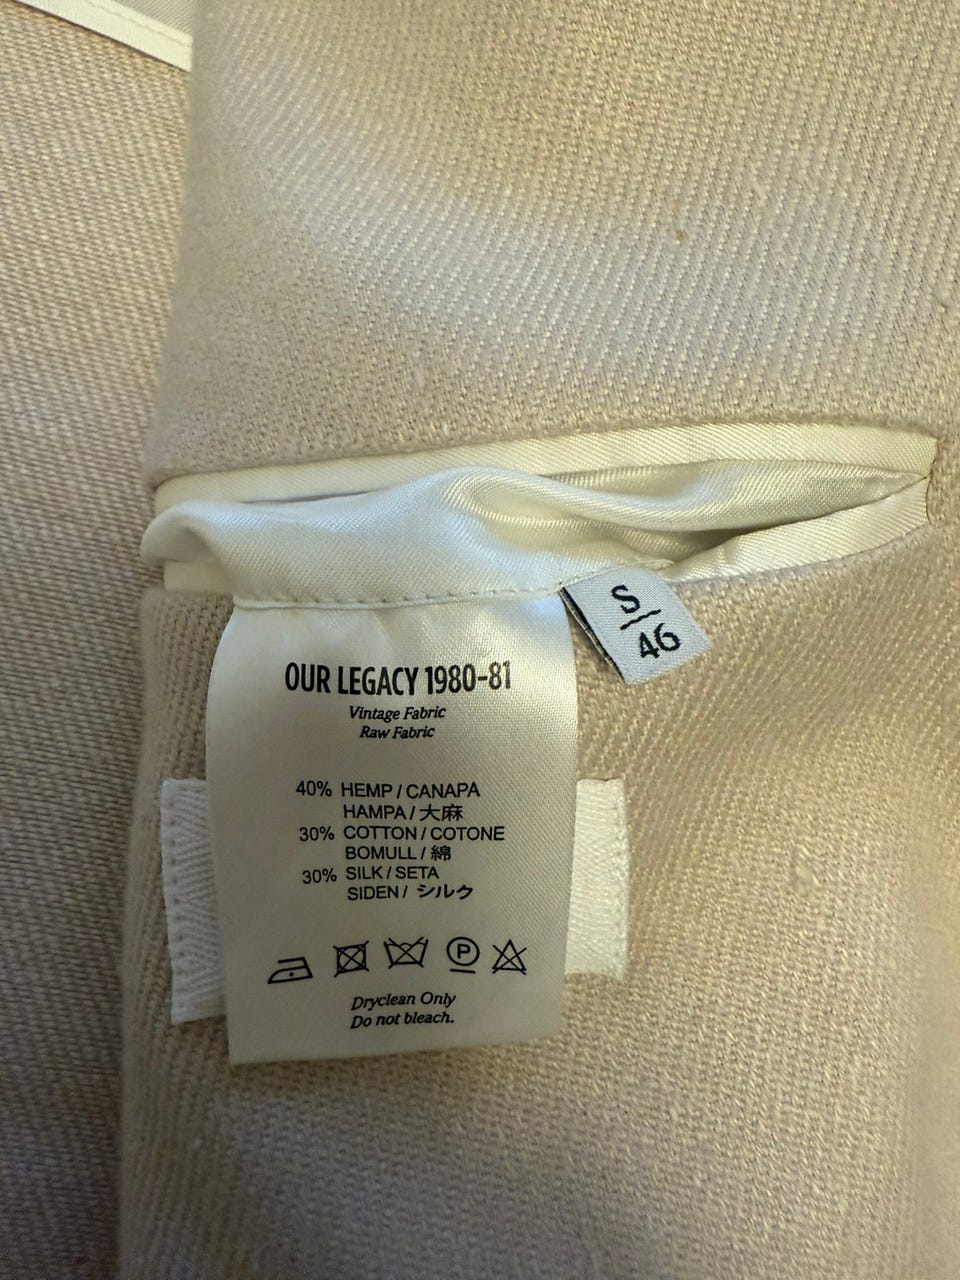 S/
46
OUR LEGACY 1980-81
Vintage Fabric
Raw Fabric
40% HEMP / CANAPA
HAMPA / 大麻
30% COTTON / COTONE
BOMULL / 綿
30% SILK / SETA
SIDEN / シルク
P
Dryclean Only
Do not bleach.